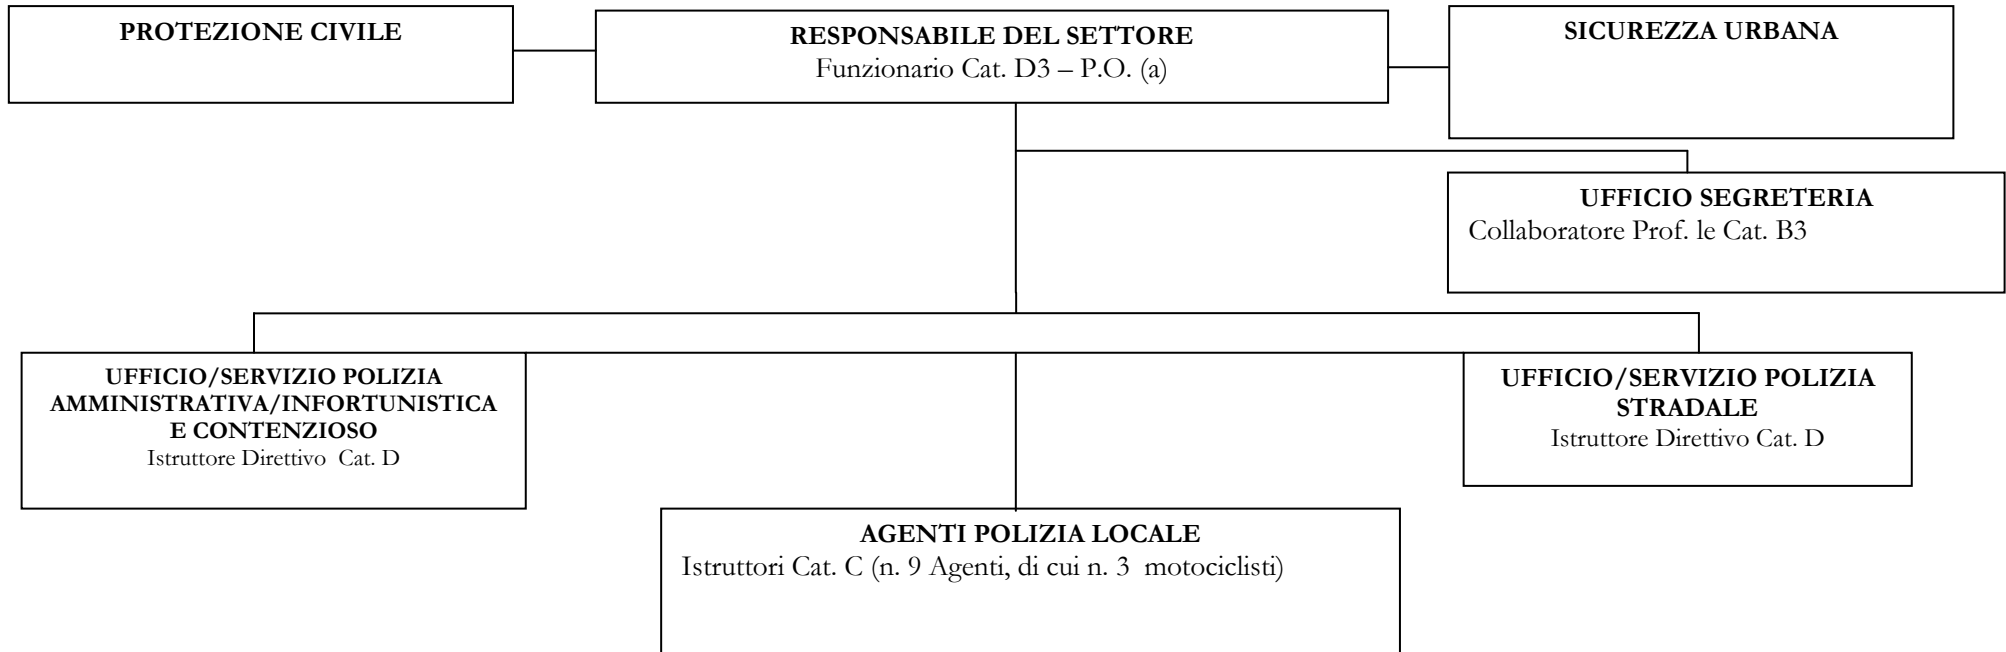 PROTEZIONE CIVILE
RESPONSABILE DEL SETTORE
Funzionario Cat. D3 – P.O. (a)
SICUREZZA URBANA
UFFICIO SEGRETERIA
Collaboratore Prof. le Cat. B3
UFFICIO/SERVIZIO POLIZIA
AMMINISTRATIVA/INFORTUNISTICA
E CONTENZIOSO
Istruttore Direttivo Cat. D
UFFICIO/SERVIZIO POLIZIA
STRADALE
Istruttore Direttivo Cat. D
AGENTI POLIZIA LOCALE
Istruttori Cat. C (n. 9 Agenti, di cui n. 3 motociclisti)